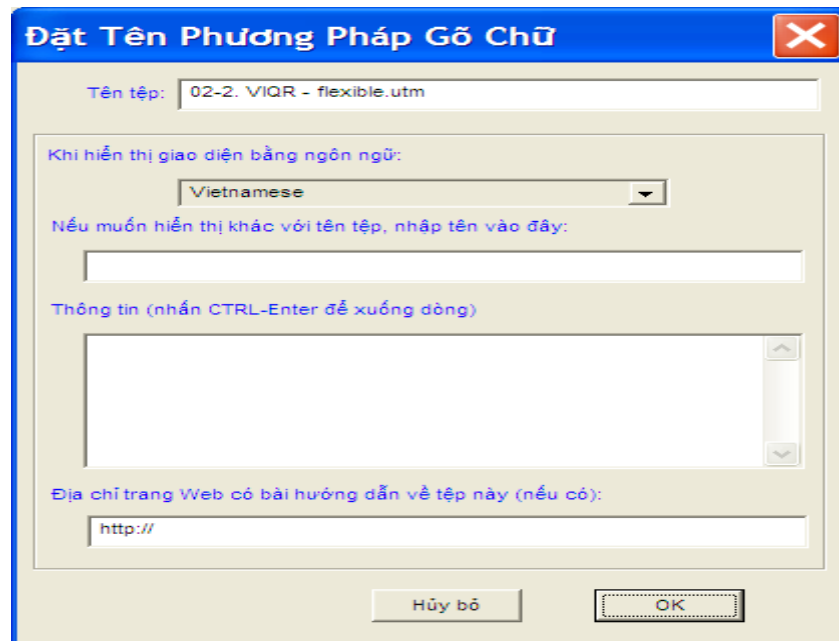 Đặt Tên Phương Pháp Gõ Chữ
Tên tệp: 02-2. VIQR - flexible.utm
Khi hiển thị giao diện bằng ngôn ngữ:
Vietnamese
Nếu muốn hiển thị khác với tên tệp, nhập tên vào đây:
Thông tin (nhấn CTRL-Enter để xuống dòng)
Địa chỉ trang Web có bài hướng dẫn về tệp này (nếu có):
http://
Hủy bỏ OK